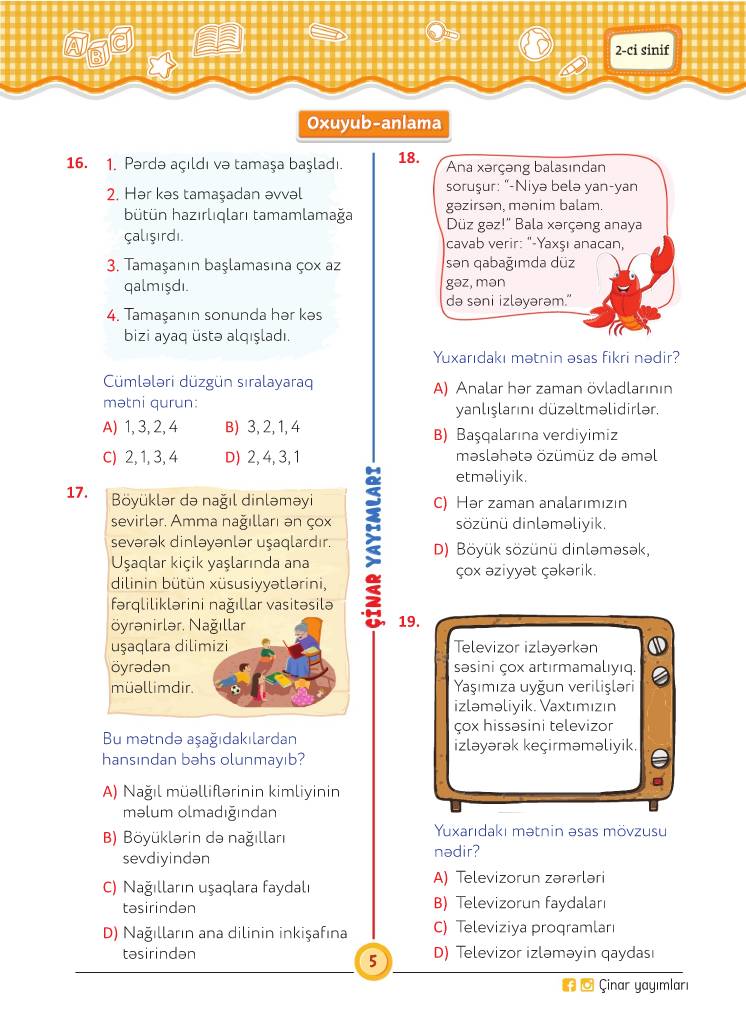 ABC
2-ci sinif
Oxuyub-anlama
16.
1. Pərdə açıldı və tamaşa başladı.
2. Hər kəs tamaşadan əvvəl
bütün hazırlıqları tamamlamağa
çalışırdı.
3. Tamaşanın başlamasına çox az
qalmışdı.
4. Tamaşanın sonunda hər kəs
bizi ayaq üstə alqışladı.
Cümlələri düzgün sıralayaraq
mətni qurun:
A) 1, 3, 2, 4 B) 3, 2, 1, 4
C) 2, 1, 3, 4 D) 2, 4, 3, 1
17.
Böyüklər də nağıl dinləməyi
sevirlər. Amma nağılları ən çox
sevərək dinləyənlər uşaqlardır.
Uşaqlar kiçik yaşlarında ana
dilinin bütün xüsusiyyətlərini,
fərqliliklərini nağıllar vasitəsilə
öyrənirlər. Nağıllar
uşaqlara dilimizi
öyrədən
müəllimdir.
Bu mətndə aşağıdakılardan
hansından bəhs olunmayıb?
A) Nağıl müəlliflərinin kimliyinin
məlum olmadığından
B) Böyüklərin də nağılları
sevdiyindən
C) Nağılların uşaqlara faydalı
təsirindən
D) Nağılların ana dilinin inkişafına
təsirindən
ÇİNAR YAYIMLARI
18.
Ana xərçəng balasından
soruşur: “-Niyə belə yan-yan
gəzirsən, mənim balam.
Düz gəz!” Bala xərçəng anaya
cavab verir: “-Yaxşı anacan,
sən qabağımda düz
gəz, mən
də səni izləyərəm.”
Yuxarıdakı mətnin əsas fikri nədir?
A) Analar hər zaman övladlarının
yanlışlarını düzəltməlidirlər.
B) Başqalarına verdiyimiz
məsləhətə özümüz də əməl
etməliyik.
C) Hər zaman analarımızın
sözünü dinləməliyik.
D) Böyük sözünü dinləməsək,
çox əziyyət çəkərik.
19.
Televizor izləyərkən
səsini çox artırmamalıyıq.
Yaşımıza uyğun verilişləri
izləməliyik. Vaxtımızın
çox hissəsini televizor
izləyərək keçirməməliyik.
Yuxarıdakı mətnin əsas mövzusu
nədir?
A) Televizorun zərərləri
B) Televizorun faydaları
C) Televiziya proqramları
D) Televizor izləməyin qaydası
5
Çinar yayımları